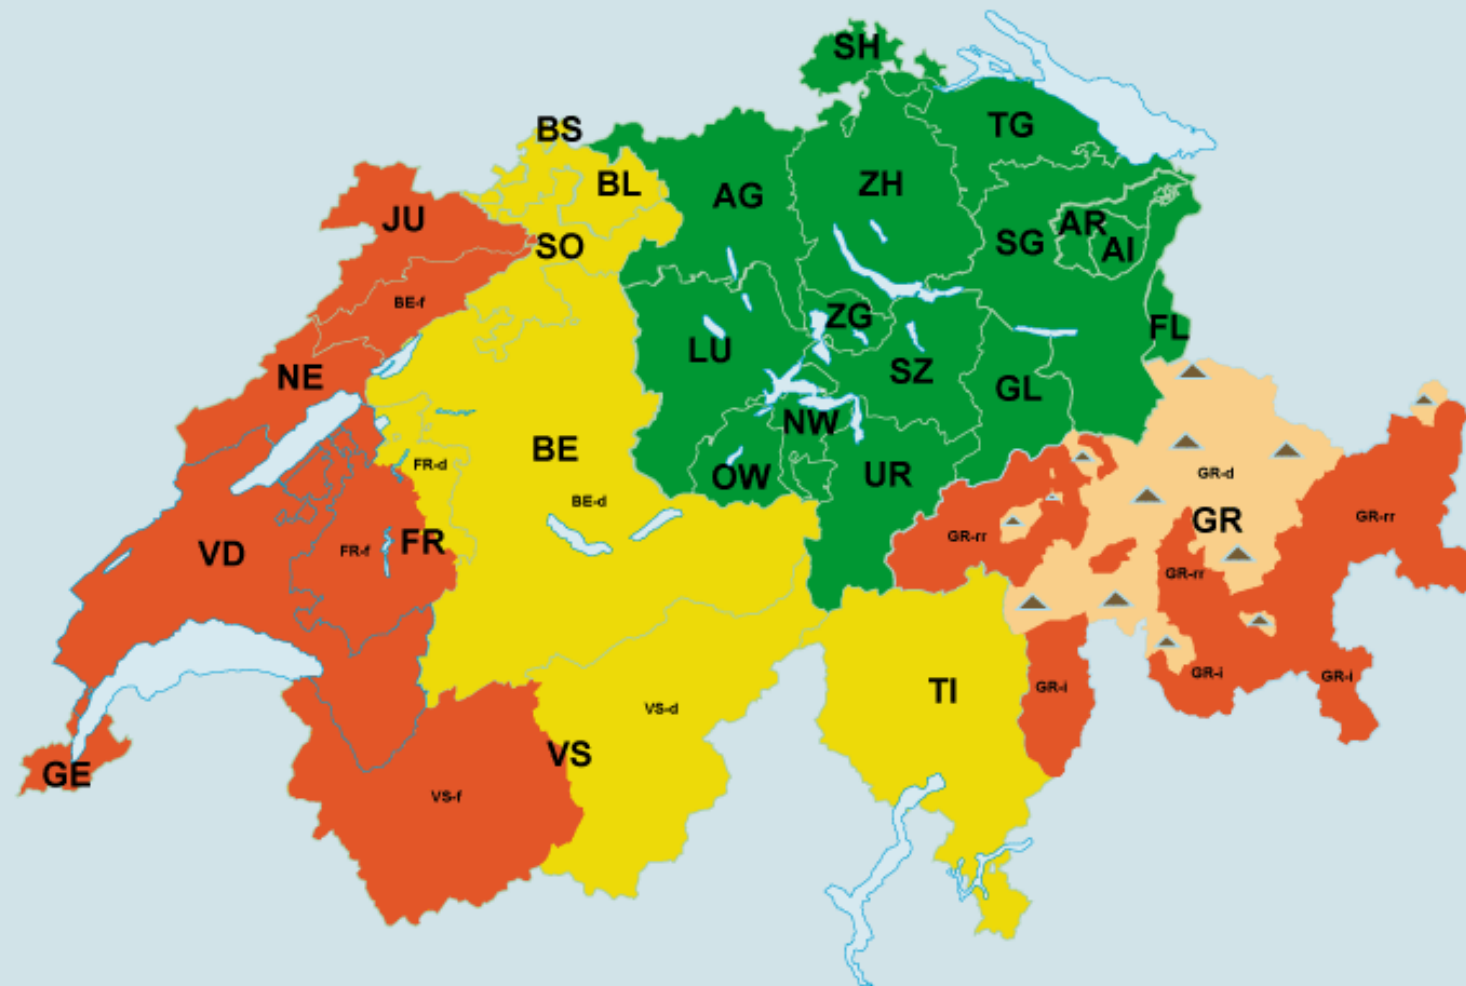 SH
TG
BS
BL
AG
ZH
JU
SO
SG
AR
AI
BE-f
ZG
FL
NE
LU
SZ
GL
NW
BE
FR-d
OW
UR
GR-d
BE-d
GR
GR-rr
VD
FR-f
FR
GR-rr
GR-rr
TI
VS-d
GR-i
GR-i
GR-i
VS
GE
VS-f